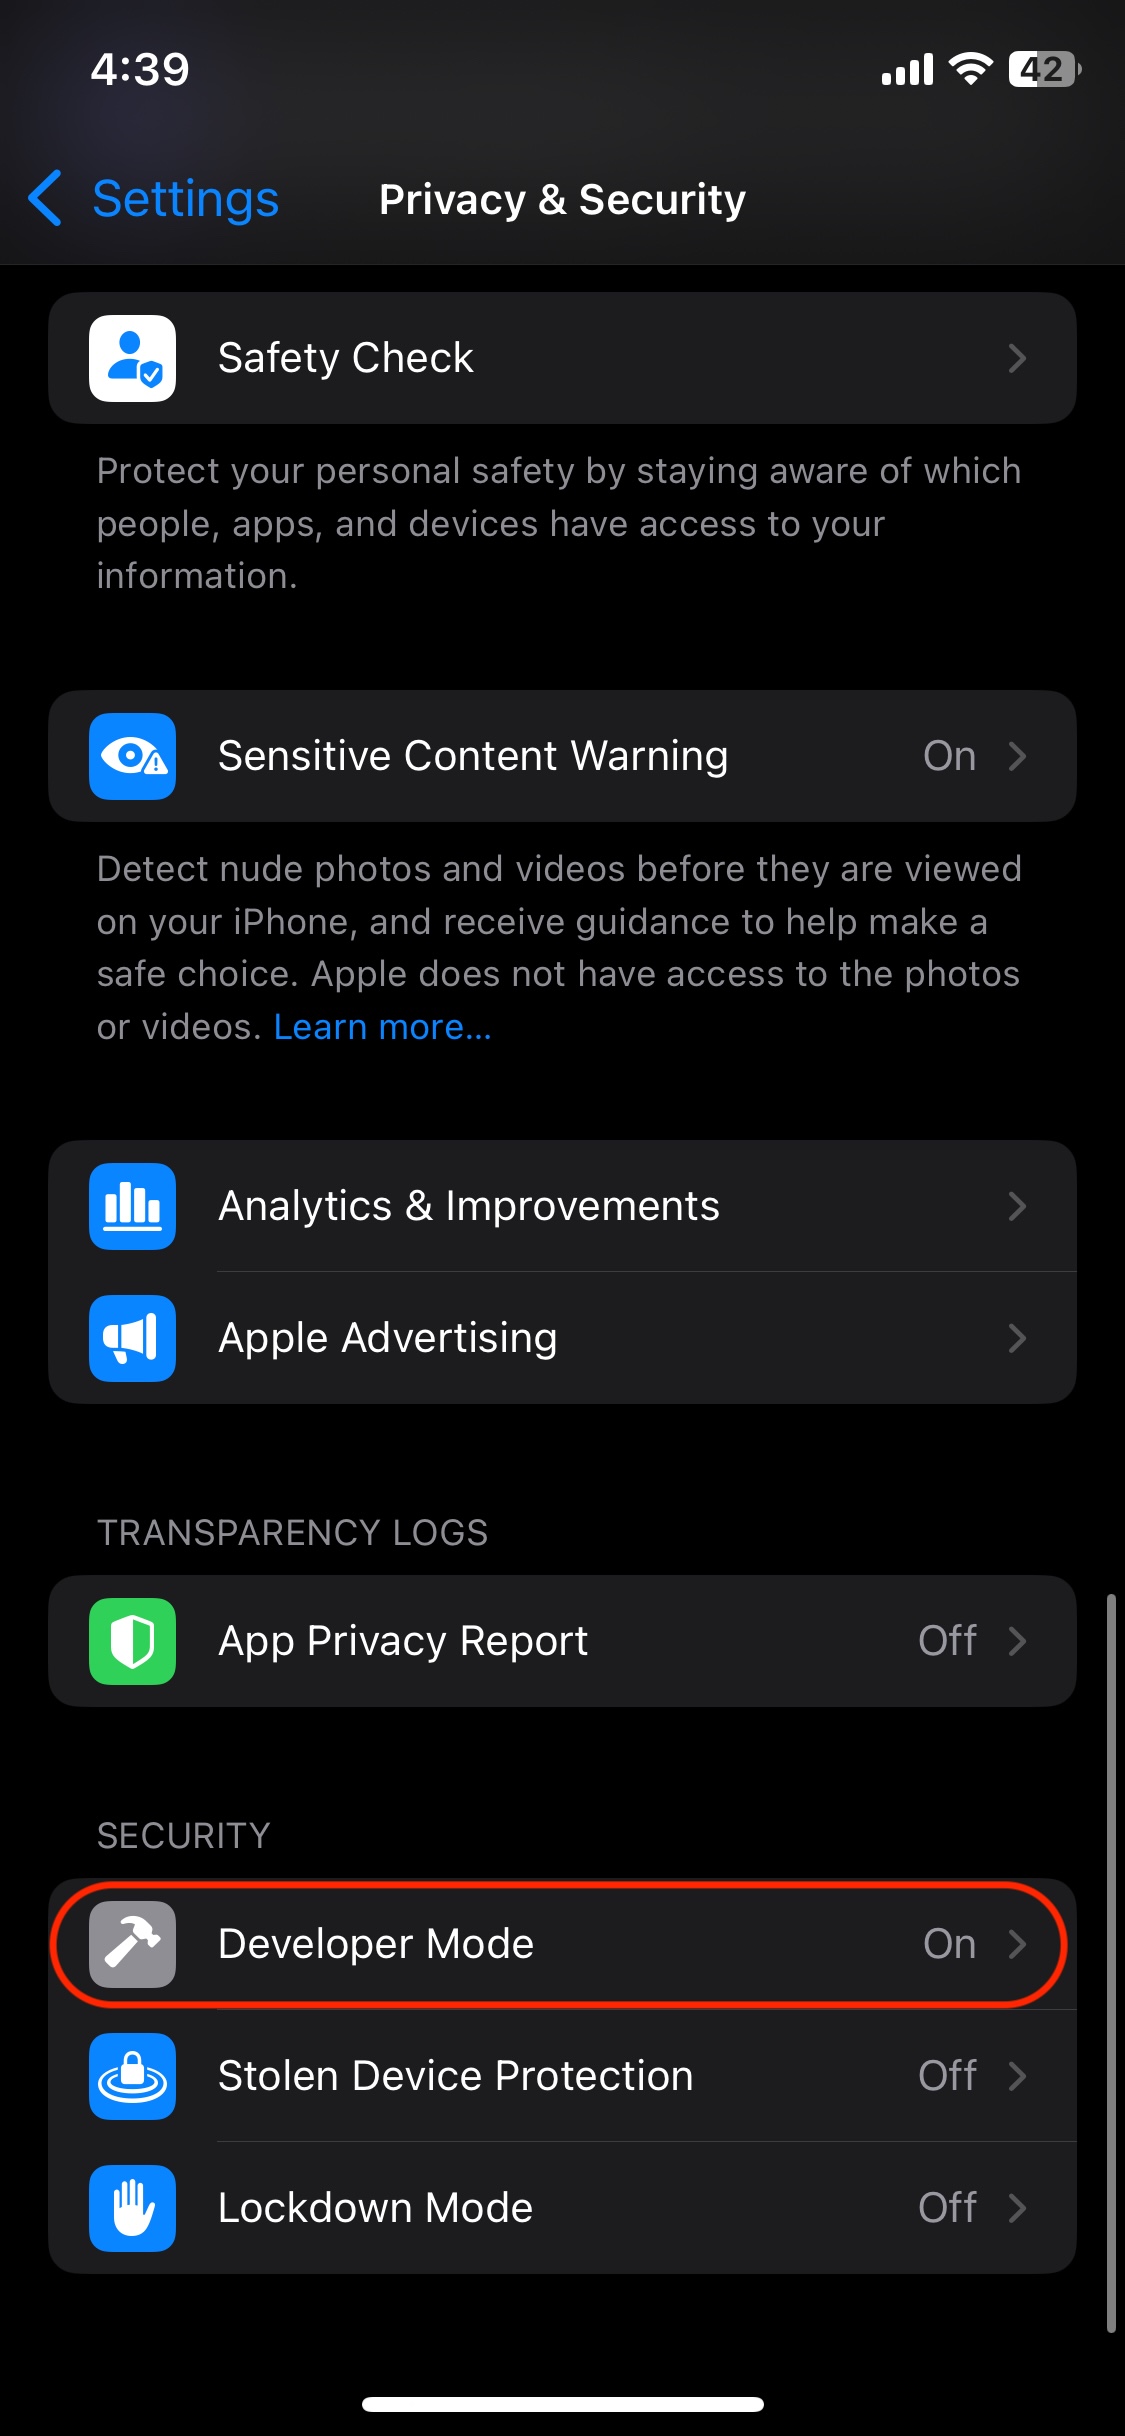 4:39
42
Settings
Privacy & Security
Safety Check
Protect your personal safety by staying aware of which
people, apps, and devices have access to your
information.
Sensitive Content Warning On
Detect nude photos and videos before they are viewed
on your iPhone, and receive guidance to help make a
safe choice. Apple does not have access to the photos
or videos. Learn more...
Analytics & Improvements
Apple Advertising
TRANSPARENCY LOGS
App Privacy Report Off
SECURITY
Developer Mode On
Stolen Device Protection Off
Lockdown Mode Off